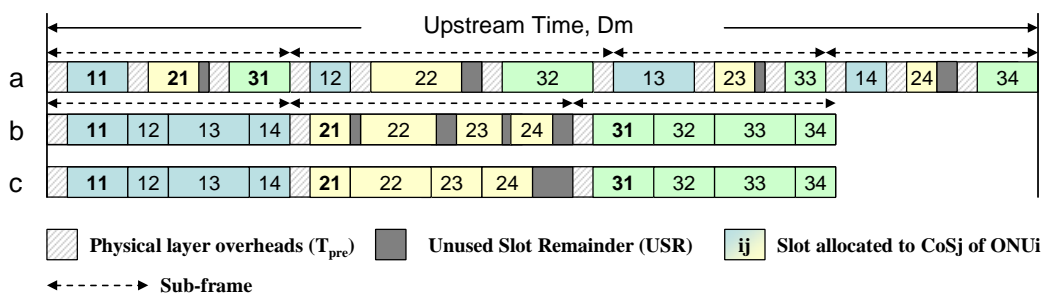 Upstream Time, Dm
a 11 21 31 12 22 32 13 23 33 14 24 34
b 11 12 13 14 21 22 23 24 31 32 33 34
c 11 12 13 14 21 22 23 24 31 32 33 34
Physical layer overheads (Tpre) Unused Slot Remainder (USR) ij Slot allocated to CoSj of ONUi
Sub-frame